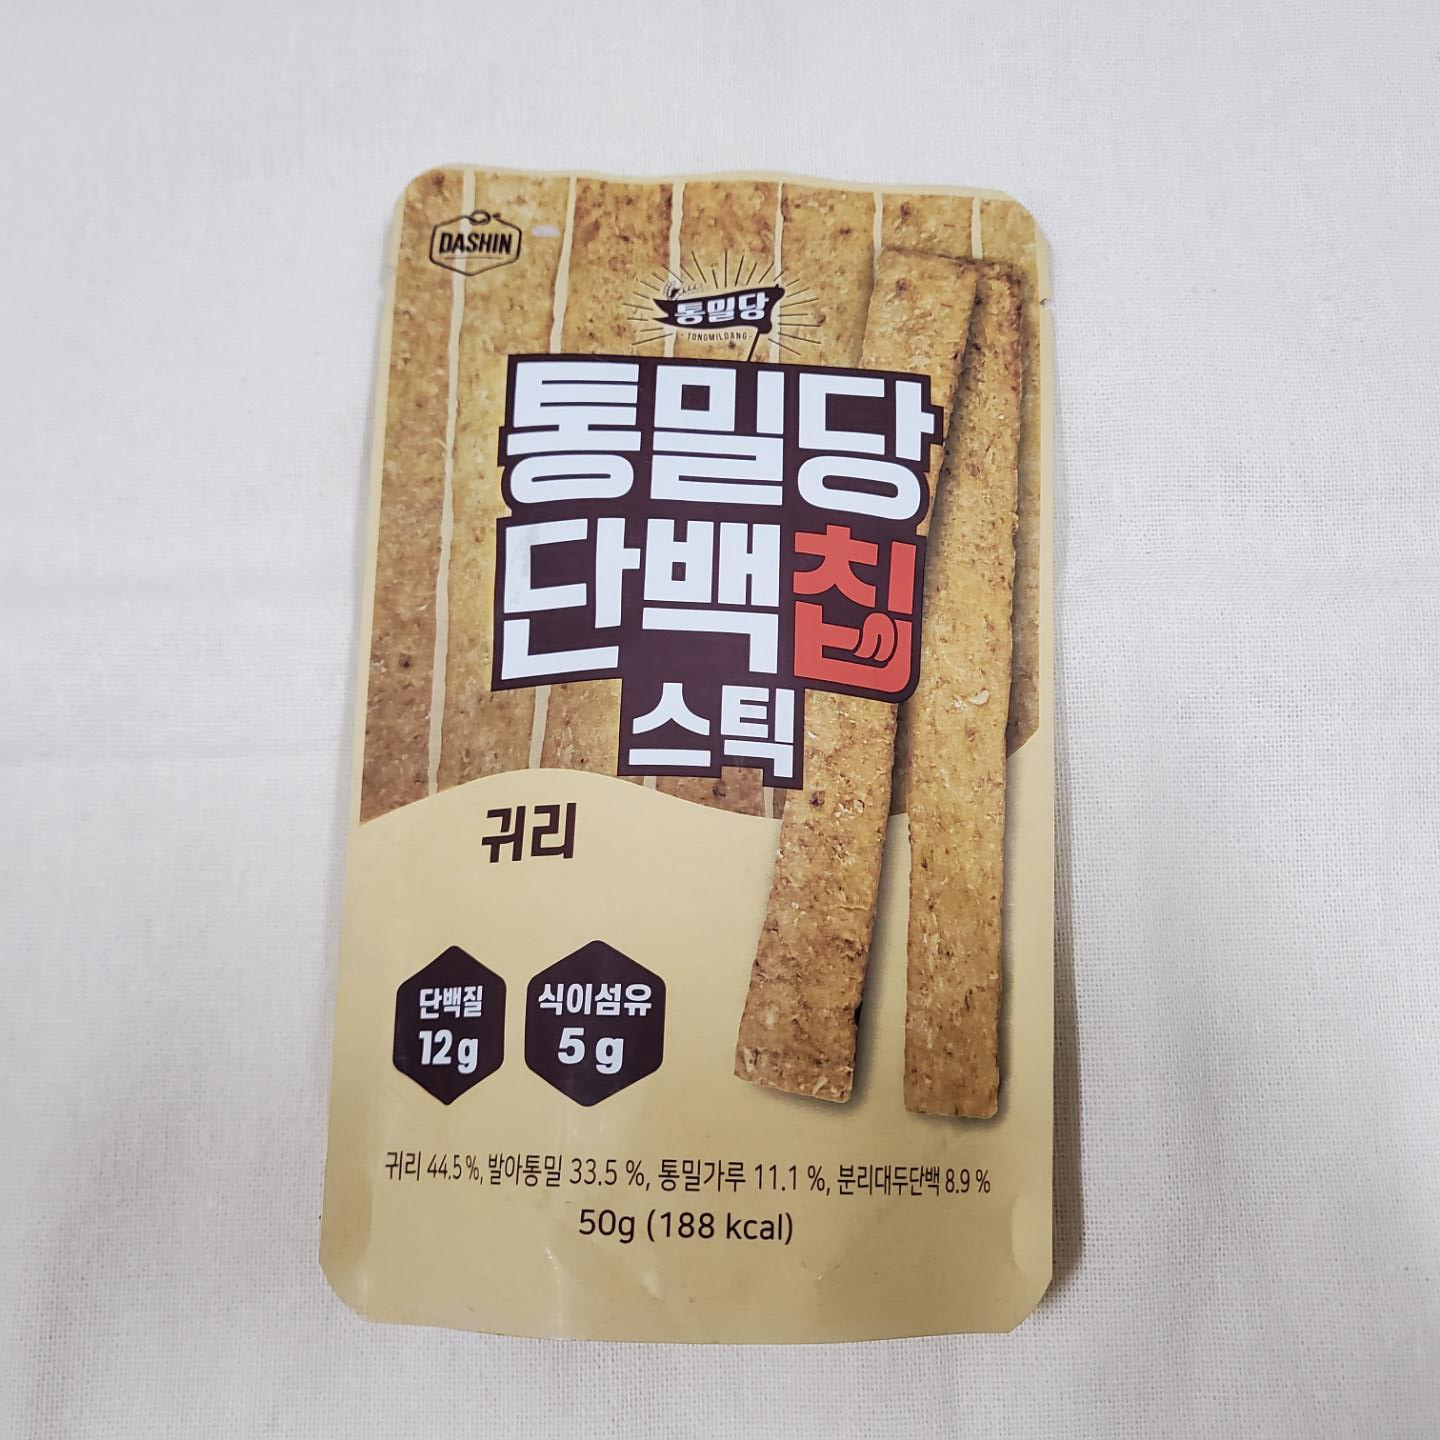 DASHIN
통밀당
TONGMILDANG
통밀당
단백칩
스틱
귀리
단백질
12g
식이섬유
5g
귀리 44.5%, 발아통밀 33.5 %, 통밀가루 11.1 %, 분리대두단백 8.9 %
50g (188 kcal)